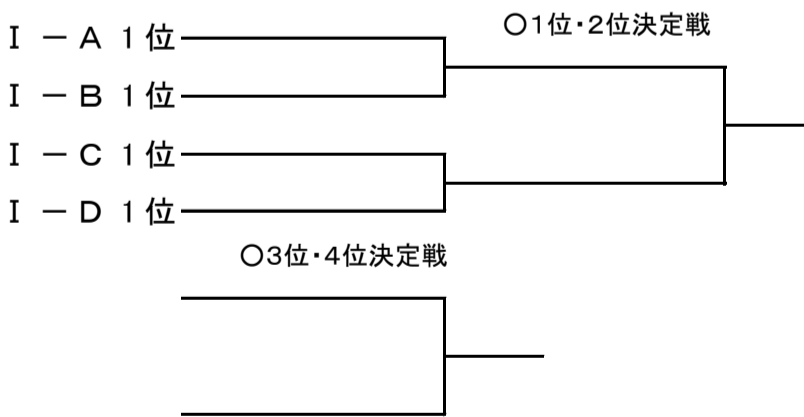 ○1位・2位決定戦
Ⅰ － A 1位
Ⅰ － B 1位
Ⅰ － C 1位
Ⅰ － D 1位
○3位・4位決定戦